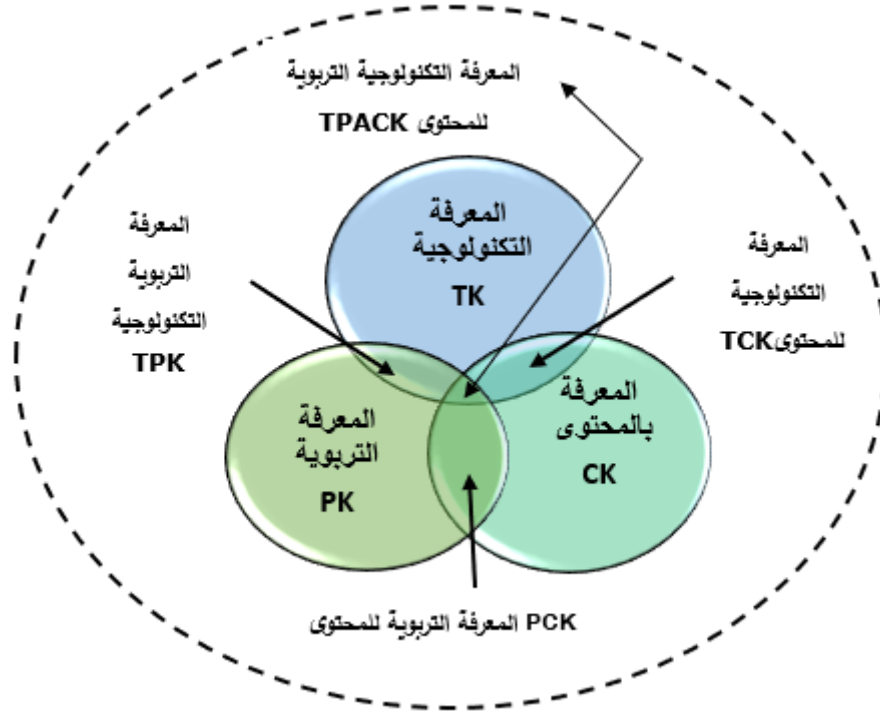 المعرفة التكنولوجية التربوية
للمحتوى TPACK
المعرفة
التكنولوجية
TK
المعرفة
التربوية
التكنولوجية
TPK
المعرفة
التكنولوجية
للمحتوىTCK
المعرفة
بالمحتوى
CK
المعرفة
التربوية
PK
PCK المعرفة التربوية للمحتوى